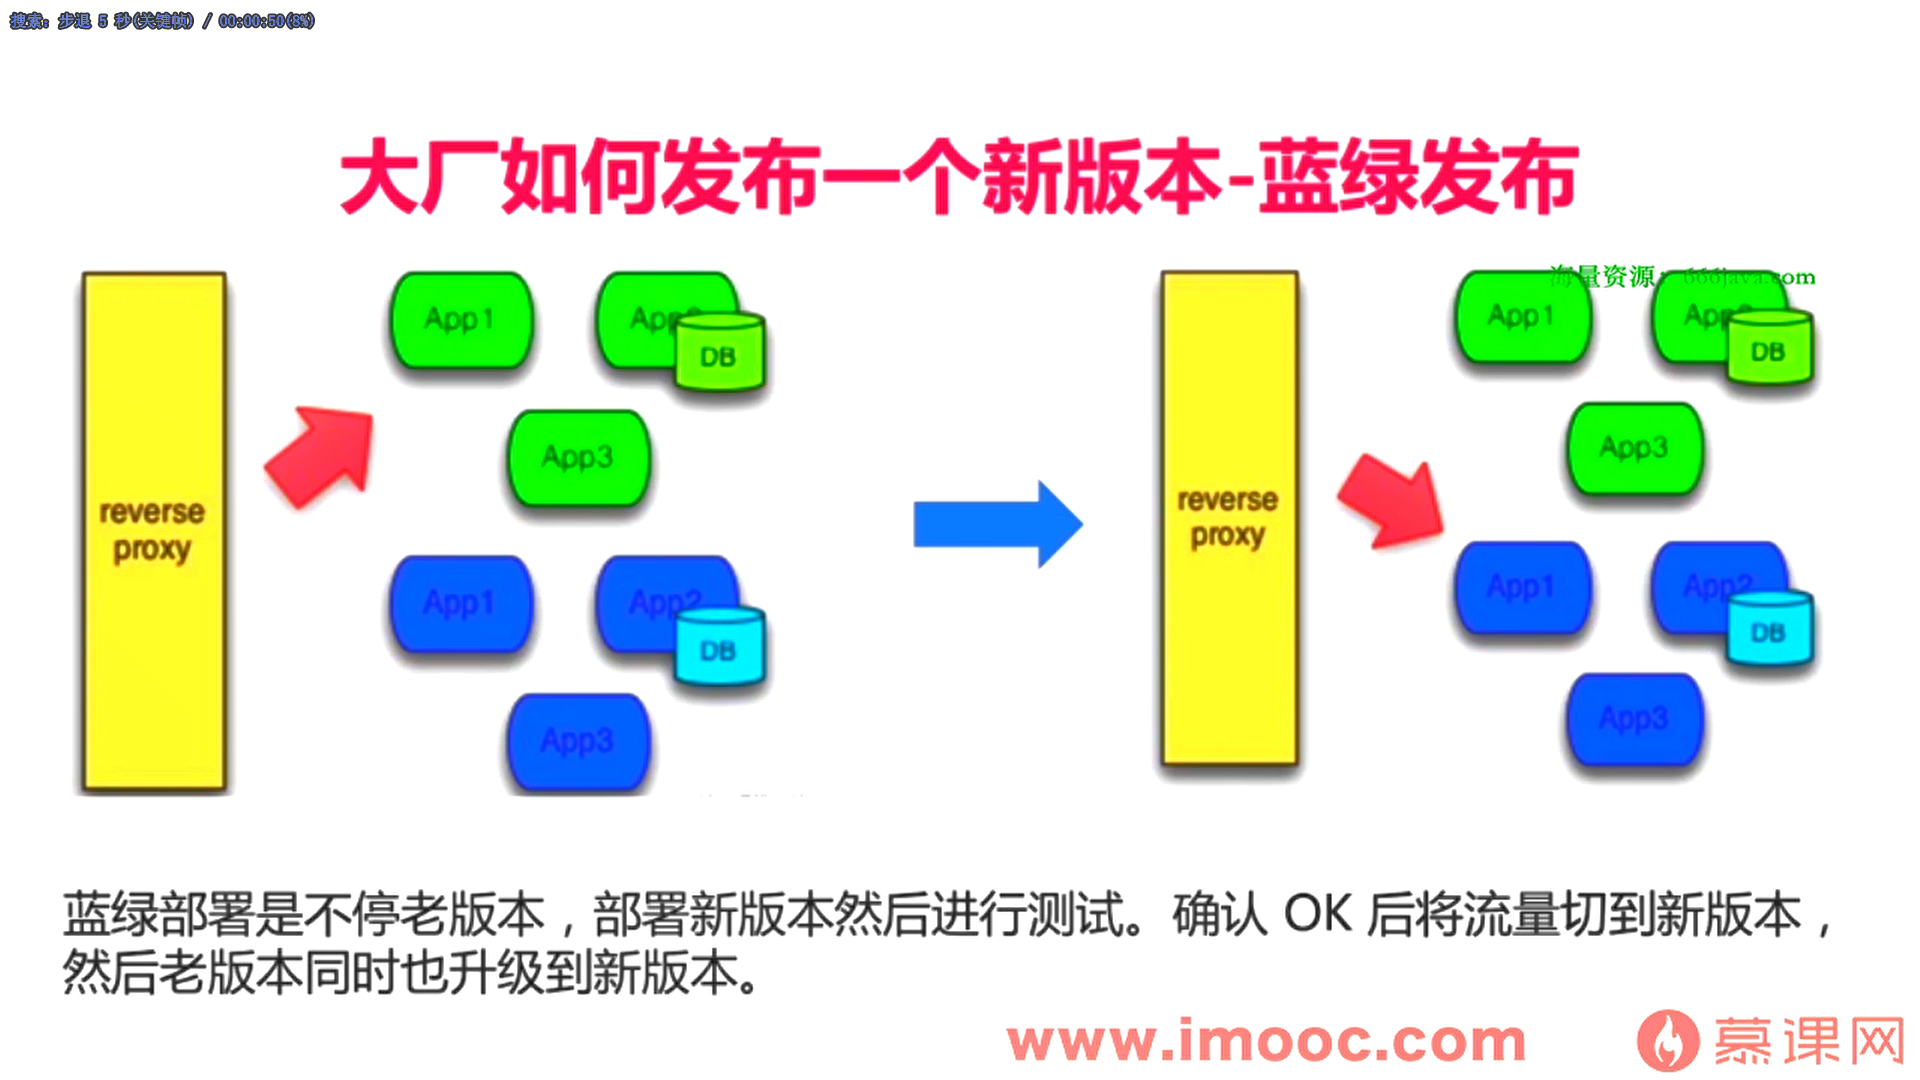 搜索: 步退 5 秒(关键帧) / 00:00:50(8%)
大厂如何发布一个新版本-蓝绿发布
海量资源：666java.com
App1
DB
App3
reverse
proxy
App1
App2
DB
App3
App1
DB
App3
reverse
proxy
App1
App2
DB
App3
蓝绿部署是不停老版本，部署新版本然后进行测试。确认 OK 后将流量切到新版本，
然后老版本同时也升级到新版本。
www.imooc.com
慕课网